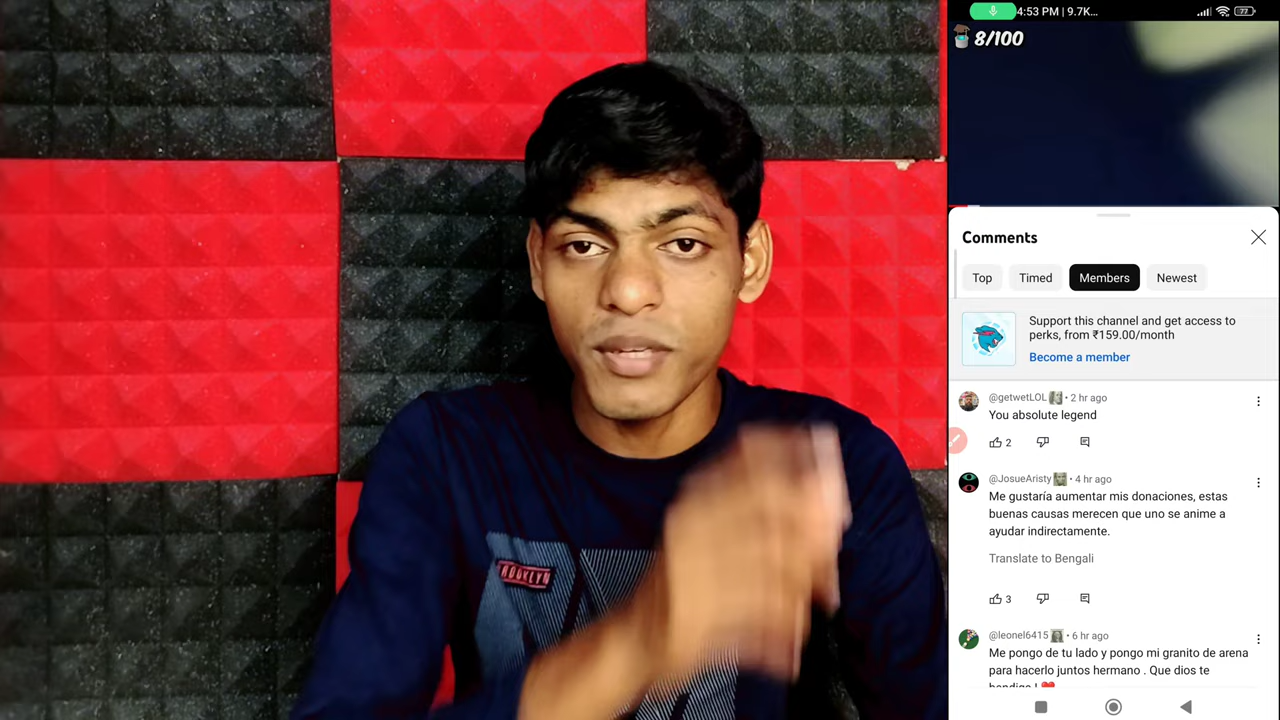 4:53 PM | 9.7K...
77
8/100
Comments
Top
Timed
Members
Newest
Support this channel and get access to
perks, from ₹159.00/month
Become a member
@getwetLOL • 2 hr ago
You absolute legend
2
@JosueAristy • 4 hr ago
Me gustaría aumentar mis donaciones, estas
buenas causas merecen que uno se anime a
ayudar indirectamente.
Translate to Bengali
3
@leonel6415 • 6 hr ago
Me pongo de tu lado y pongo mi granito de arena
para hacerlo juntos hermano . Que dios te
bendiga ! ❤️
ROOKLYN